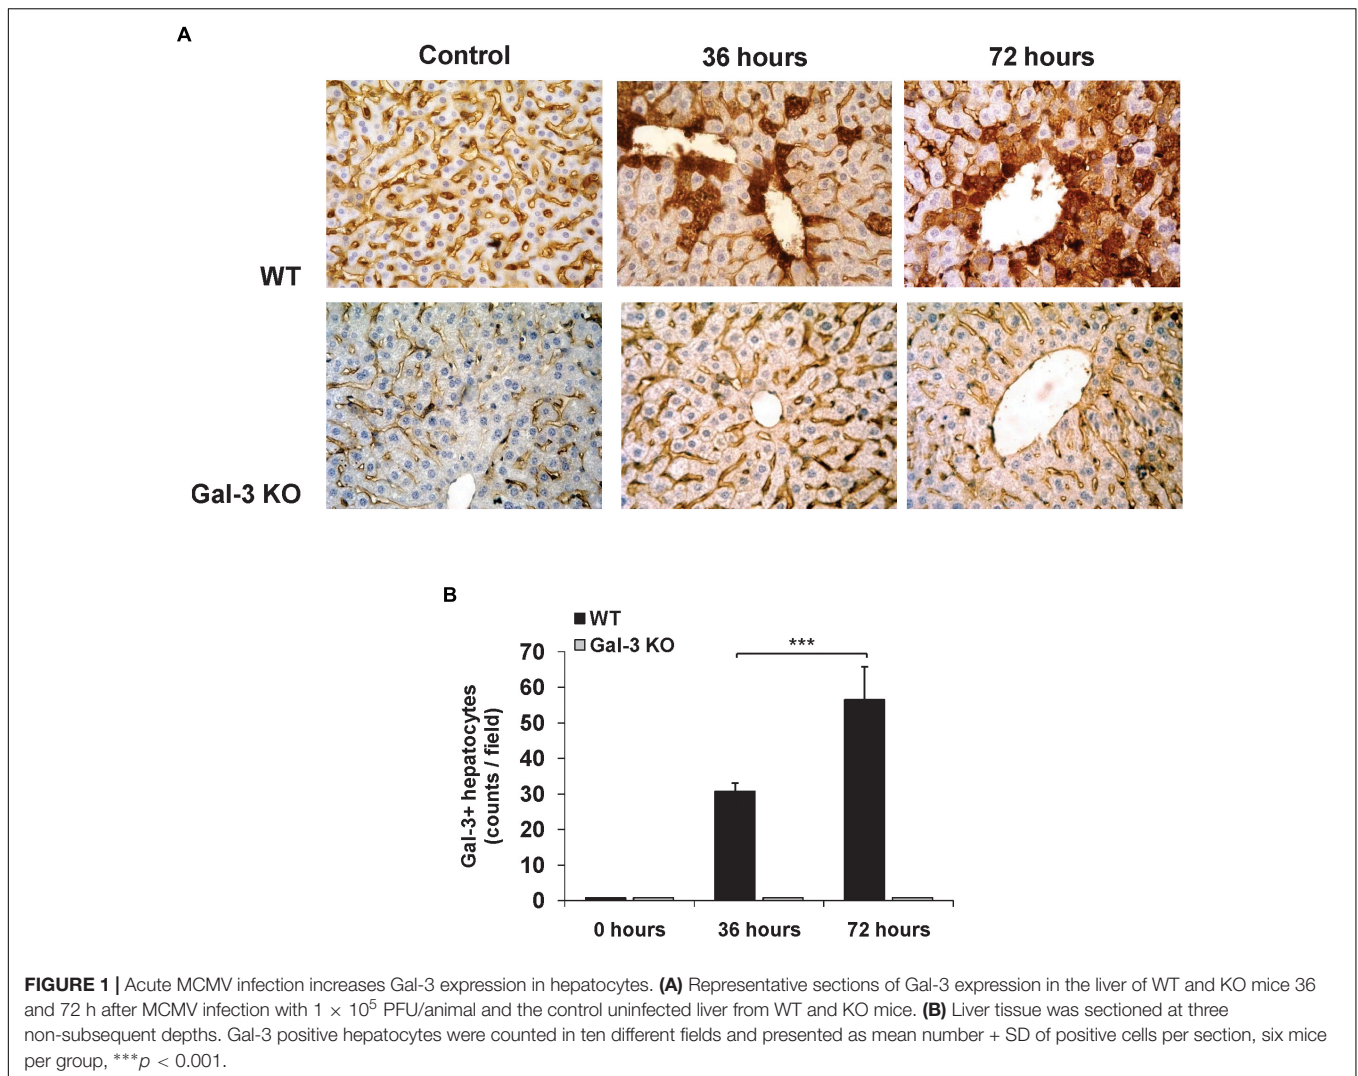 A
Control 36 hours 72 hours
WT
Gal-3 KO
B
WT
Gal-3 KO
***
70
60
50
40
30
20
10
0
Gal-3+ hepatocytes
(counts / field)
0 hours 36 hours 72 hours
FIGURE 1 | Acute MCMV infection increases Gal-3 expression in hepatocytes. (A) Representative sections of Gal-3 expression in the liver of WT and KO mice 36
and 72 h after MCMV infection with 1 × 10⁵ PFU/animal and the control uninfected liver from WT and KO mice. (B) Liver tissue was sectioned at three
non-subsequent depths. Gal-3 positive hepatocytes were counted in ten different fields and presented as mean number + SD of positive cells per section, six mice
per group, ***p < 0.001.